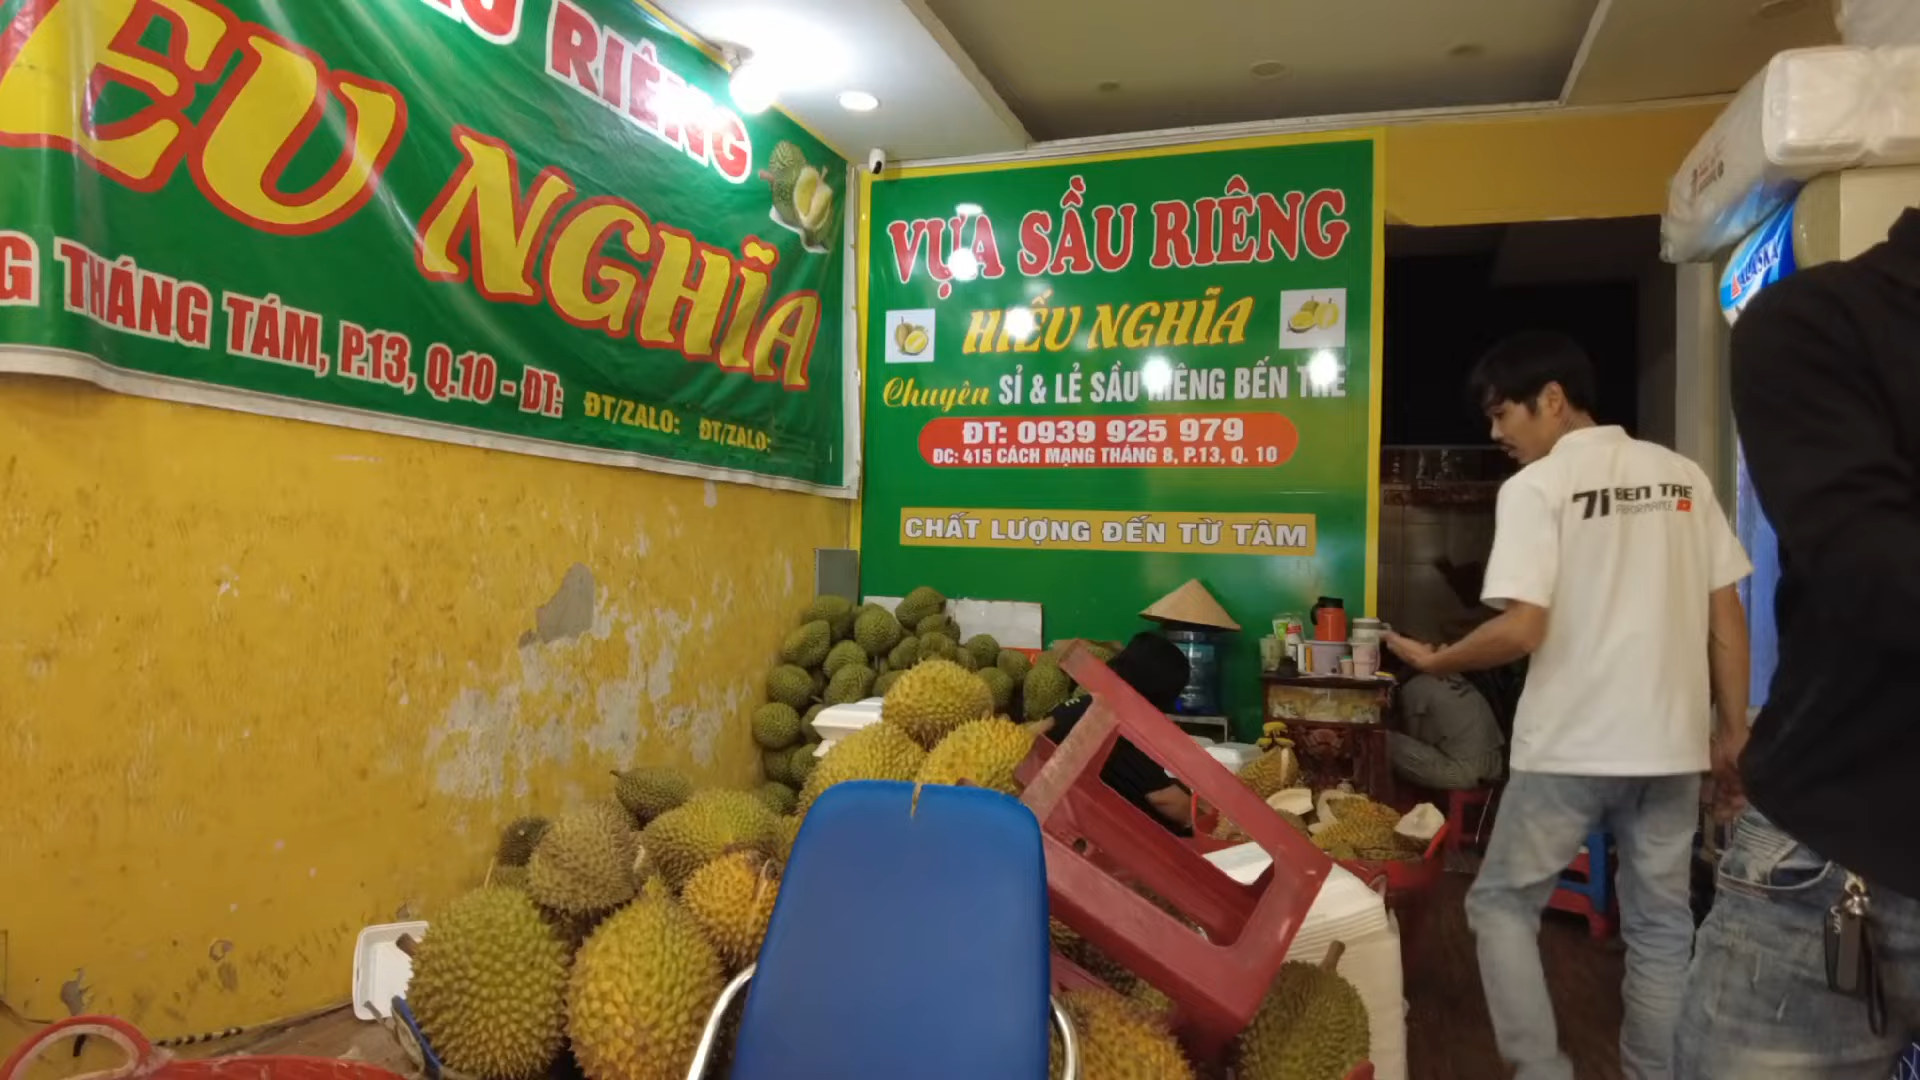 RIÊNG
NGHĨA
THÁNG TÁM, P.13, Q.10 - ĐT: ĐT/ZALO: ĐT/ZALO:
VỰA SẦU RIÊNG
HIẾU NGHĨA
Chuyên SỈ & LẺ SẦU RIÊNG BẾN TRE
ĐT: 0939 925 979
ĐC: 415 CÁCH MẠNG THÁNG 8, P.13, Q. 10
CHẤT LƯỢNG ĐẾN TỪ TÂM
ALASKA
71 BEN TRE
PERFORMANCE